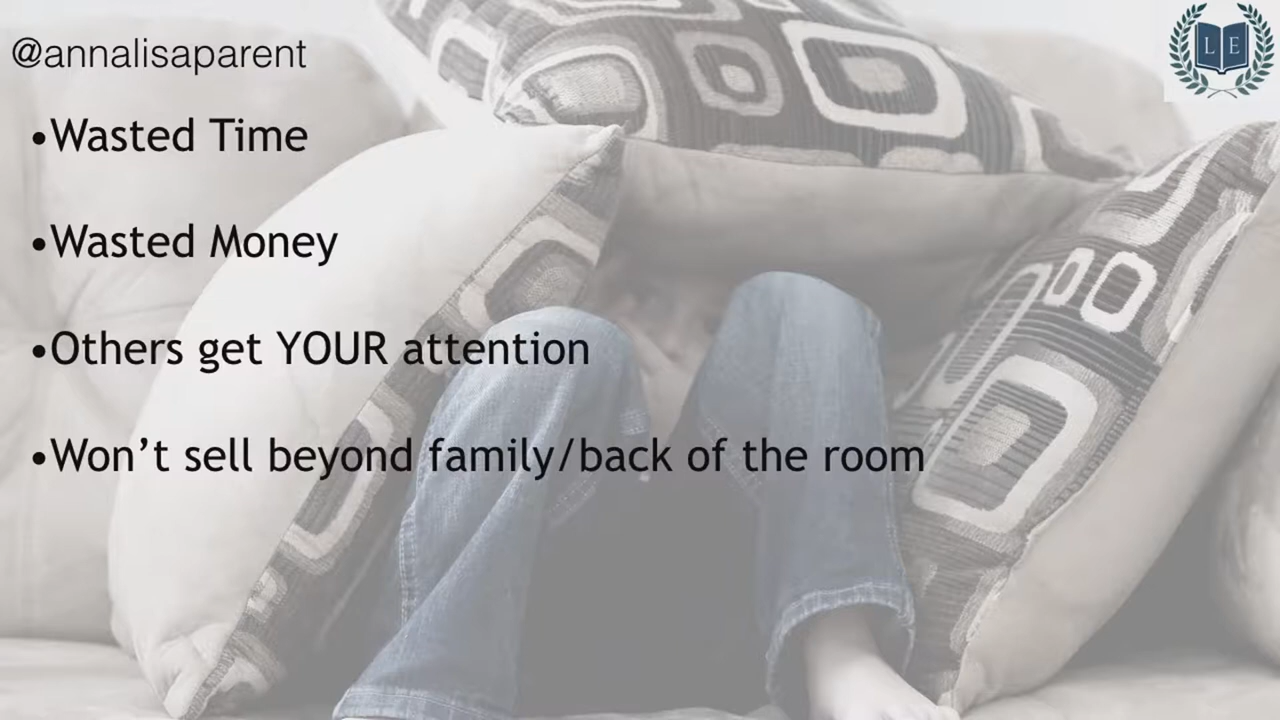 @annalisaparent
L E
•Wasted Time
•Wasted Money
•Others get YOUR attention
•Won’t sell beyond family/back of the room